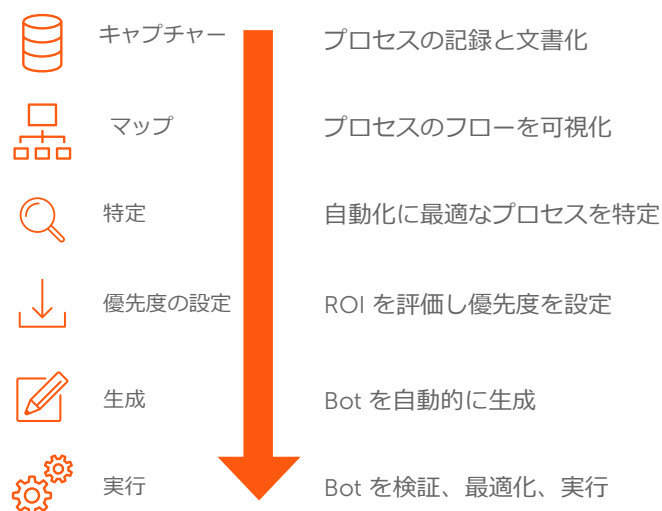 キャプチャー
プロセスの記録と文書化
マップ
プロセスのフローを可視化
特定
自動化に最適なプロセスを特定
優先度の設定
ROI を評価し優先度を設定
生成
Bot を自動的に生成
実行
Bot を検証、最適化、実行